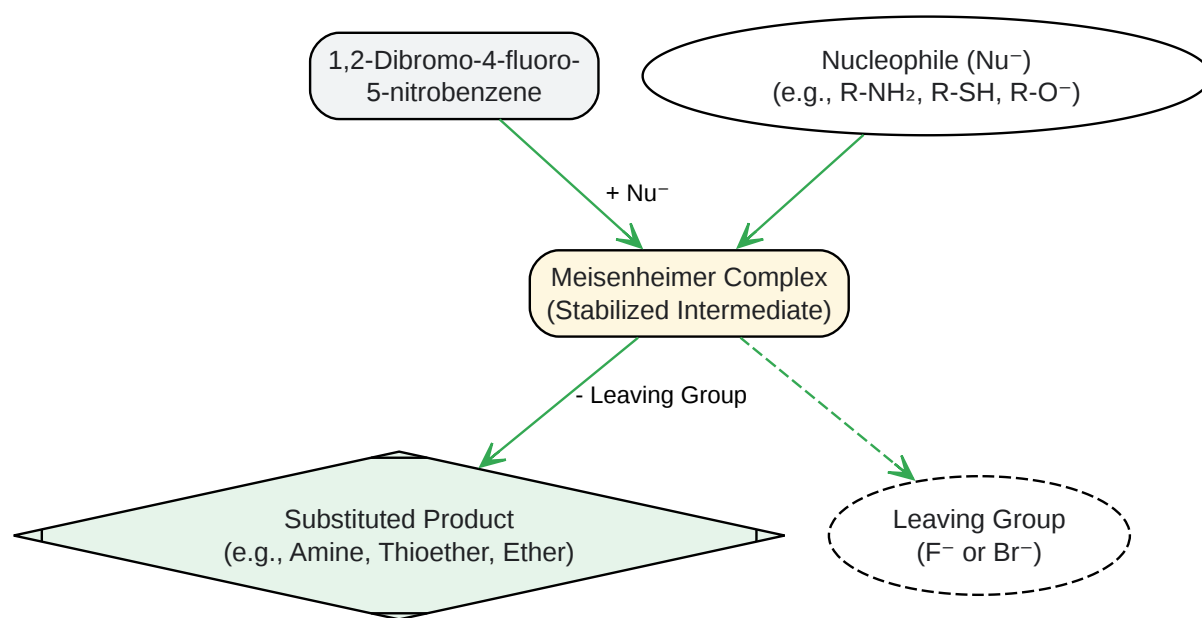 1,2-Dibromo-4-fluoro-
5-nitrobenzene
Nucleophile (Nu⁻)
(e.g., R-NH₂, R-SH, R-O⁻)
+ Nu⁻
Meisenheimer Complex
(Stabilized Intermediate)
- Leaving Group
Substituted Product
(e.g., Amine, Thioether, Ether)
Leaving Group
(F⁻ or Br⁻)